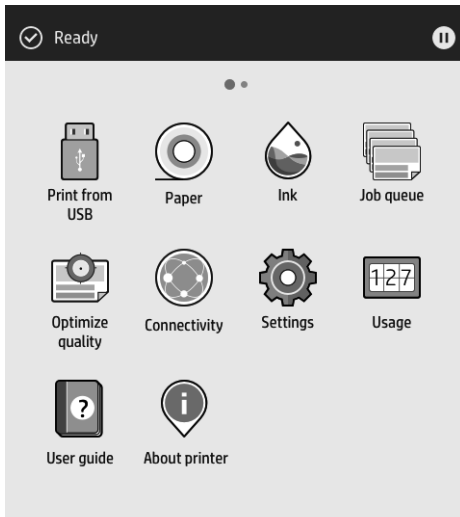 Ready
Print from
USB
Paper
Ink
Job queue
Optimize
quality
Connectivity
Settings
127
Usage
?
User guide
i
About printer